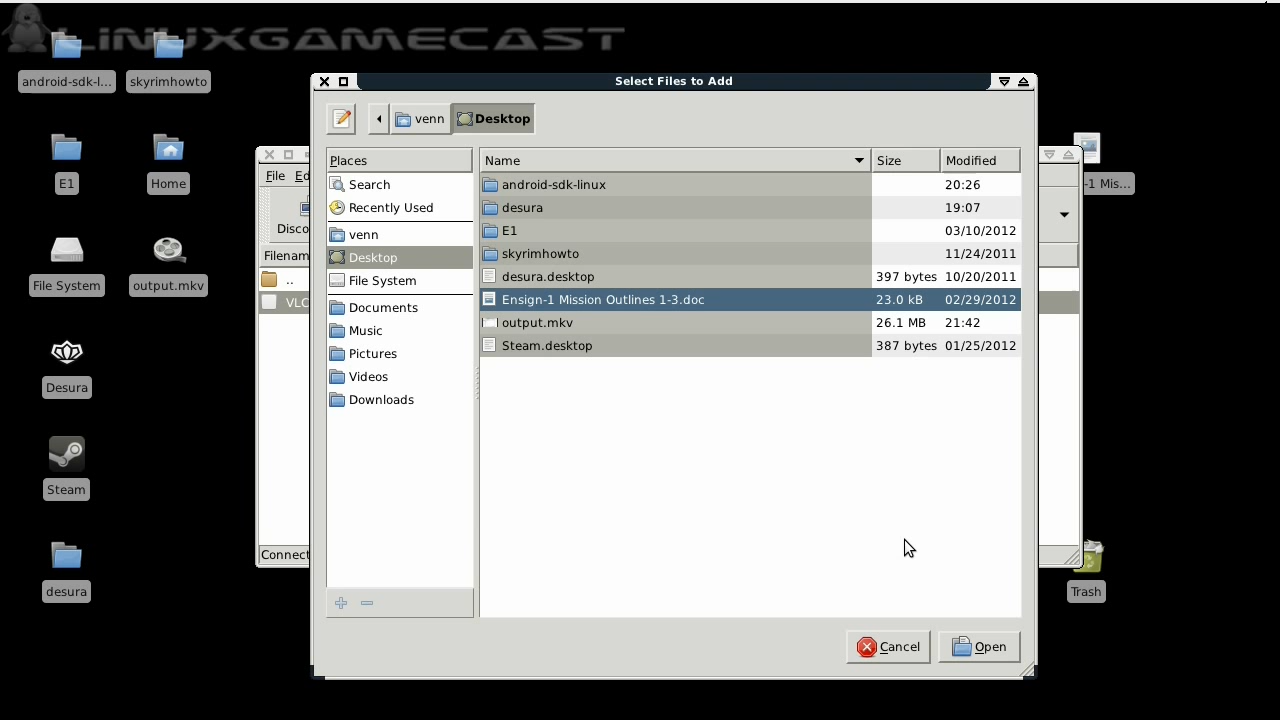 LINUXGAMECAST
android-sdk-l...
skyrimhowto
E1
Home
File System
output.mkv
Desura
Steam
desura
Select Files to Add
venn
Desktop
Places
Search
Recently Used
venn
Desktop
File System
Documents
Music
Pictures
Videos
Downloads
Name Size Modified
android-sdk-linux 20:26
desura 19:07
E1 03/10/2012
skyrimhowto 11/24/2011
desura.desktop 397 bytes 10/20/2011
Ensign-1 Mission Outlines 1-3.doc 23.0 kB 02/29/2012
output.mkv 26.1 MB 21:42
Steam.desktop 387 bytes 01/25/2012
Cancel
Open
File Ed
Disco
Filenam
..
VLC
Connect
-1 Mis...
Trash